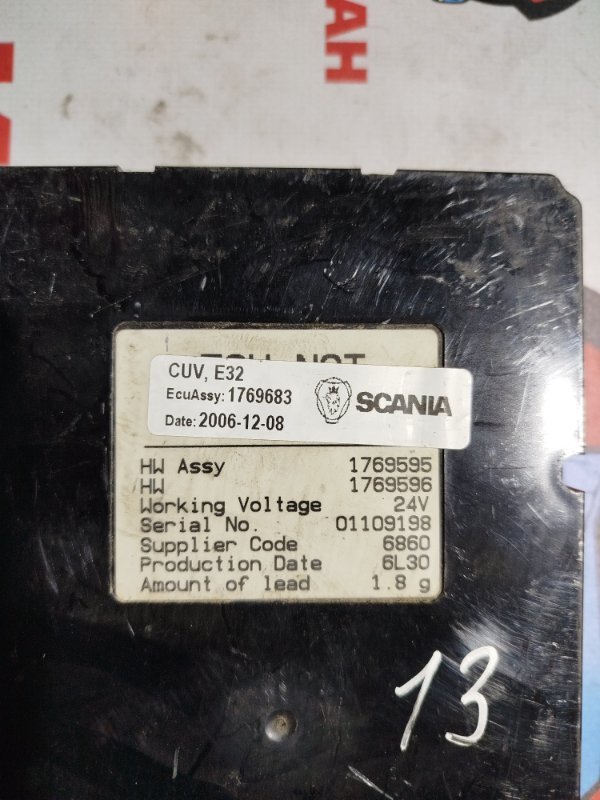 МАН
CUV, E32
EcuAssy: 1769683
SCANIA
Date: 2006-12-08
HW Assy 1769595
HW 1769596
Working Voltage 24V
Serial No. 01109198
Supplier Code 6860
Production Date 6L30
Amount of lead 1.8 g
13